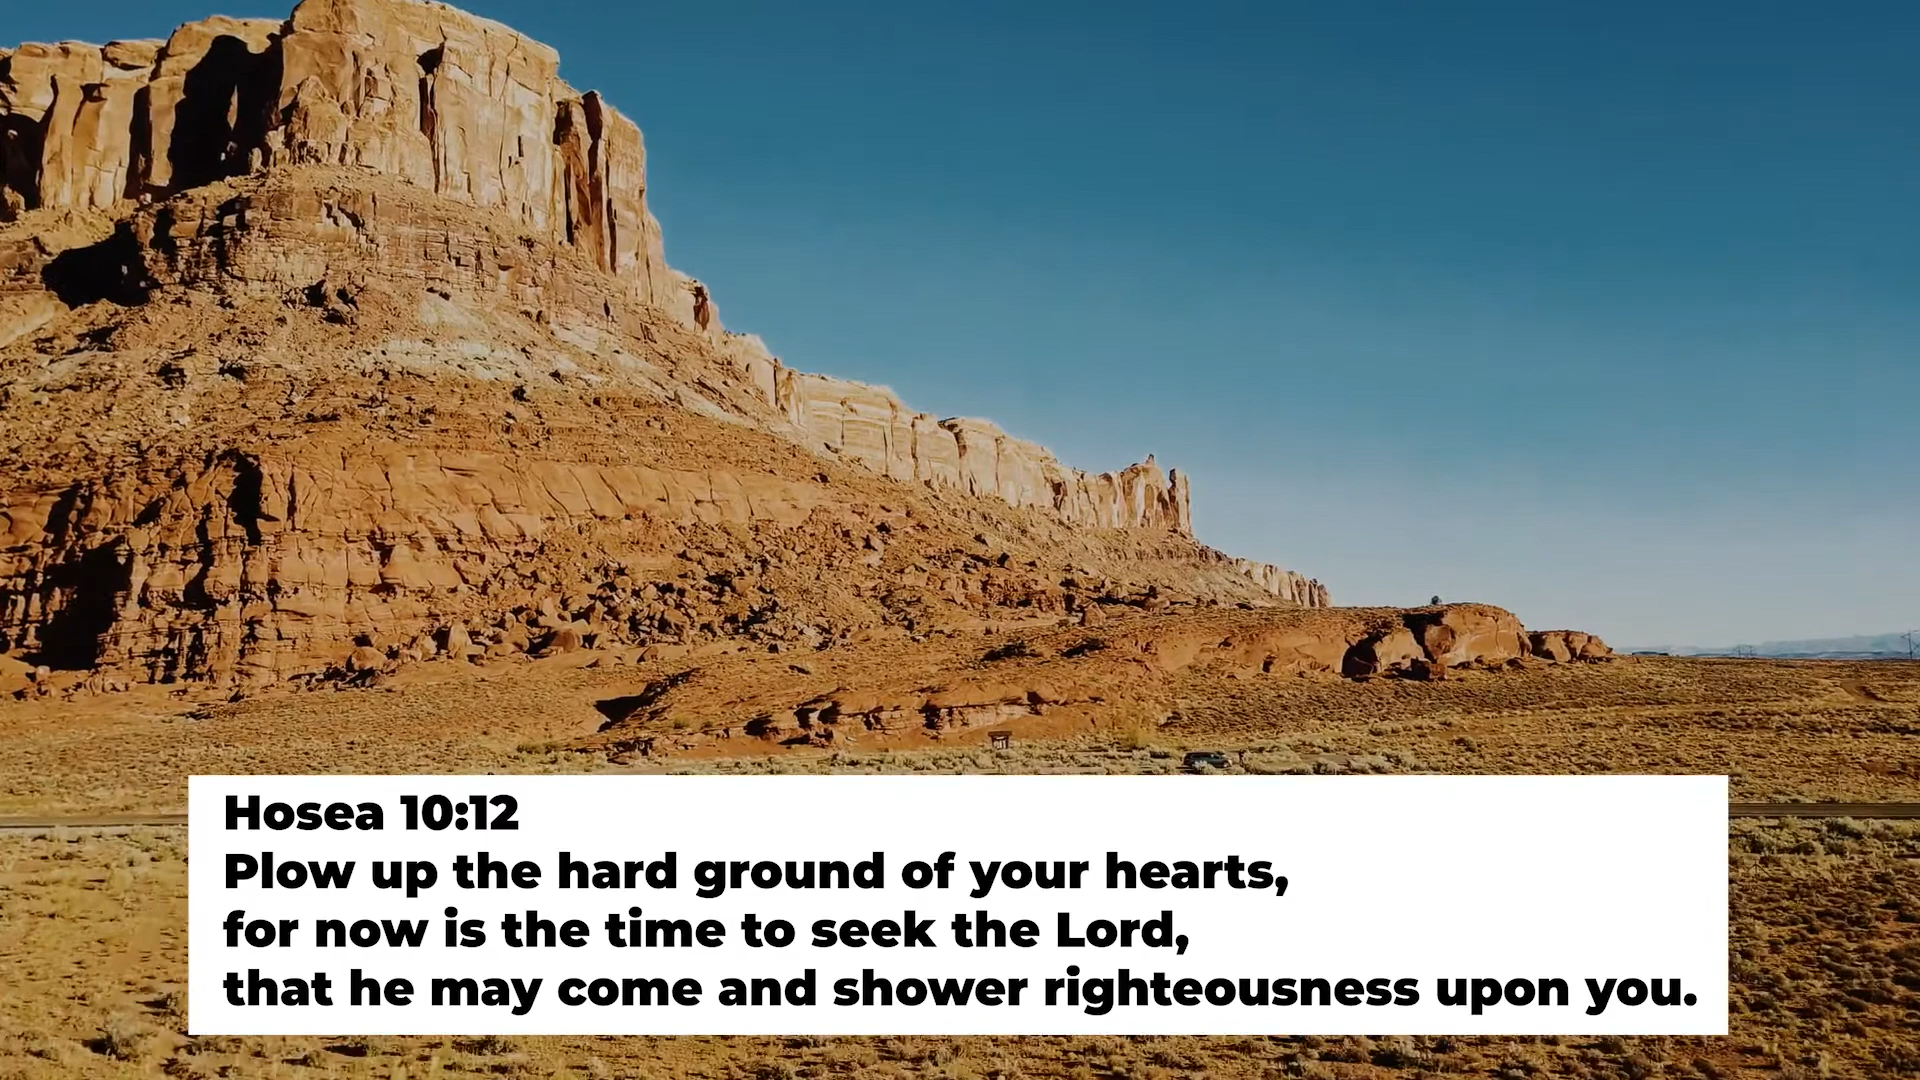 Hosea 10:12
Plow up the hard ground of your hearts,
for now is the time to seek the Lord,
that he may come and shower righteousness upon you.